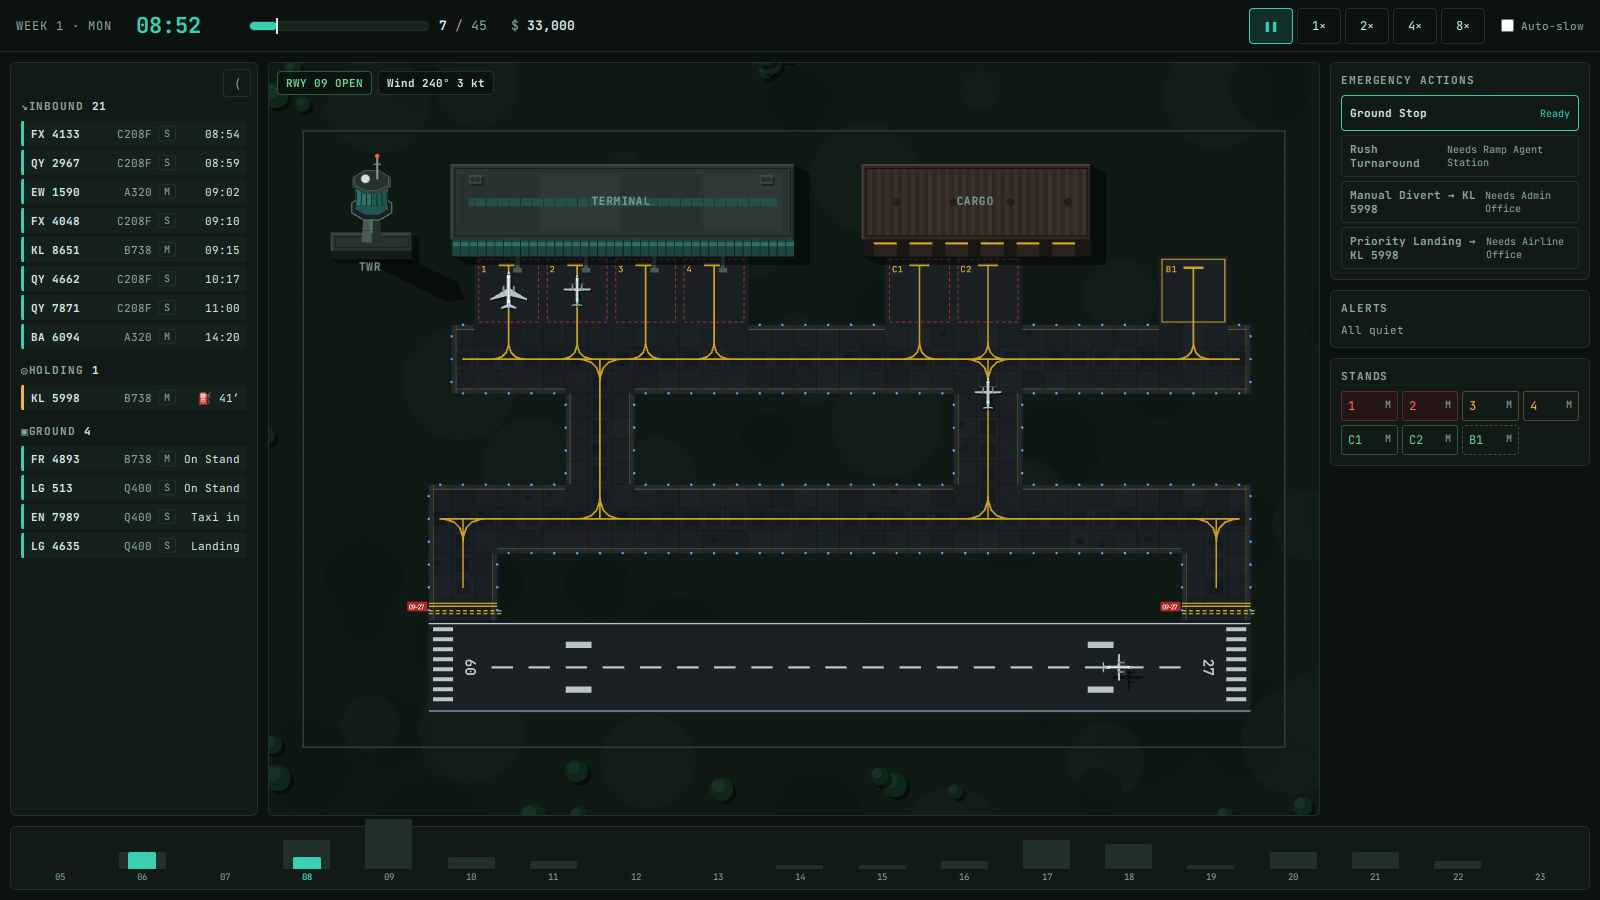 WEEK 1 · MON 08:52 7 / 45 $ 33,000 1× 2× 4× 8× Auto-slow
INBOUND 21
FX 4133 C208F S 08:54
QY 2967 C208F S 08:59
EW 1590 A320 M 09:02
FX 4048 C208F S 09:10
KL 8651 B738 M 09:15
QY 4662 C208F S 10:17
QY 7871 C208F S 11:00
BA 6094 A320 M 14:20
HOLDING 1
KL 5998 B738 M 41′
GROUND 4
FR 4893 B738 M On Stand
LG 513 Q400 S On Stand
EN 7989 Q400 S Taxi in
LG 4635 Q400 S Landing
RWY 09 OPEN Wind 240° 3 kt
TERMINAL CARGO
TWR
1 2 3 4 C1 C2 B1
09-27 09-27
09 27
EMERGENCY ACTIONS
Ground Stop Ready
Rush Turnaround Needs Ramp Agent Station
Manual Divert → KL 5998 Needs Admin Office
Priority Landing → KL 5998 Needs Airline Office
ALERTS
All quiet
STANDS
1 M 2 M 3 M 4 M
C1 M C2 M B1 M
05 06 07 08 09 10 11 12 13 14 15 16 17 18 19 20 21 22 23